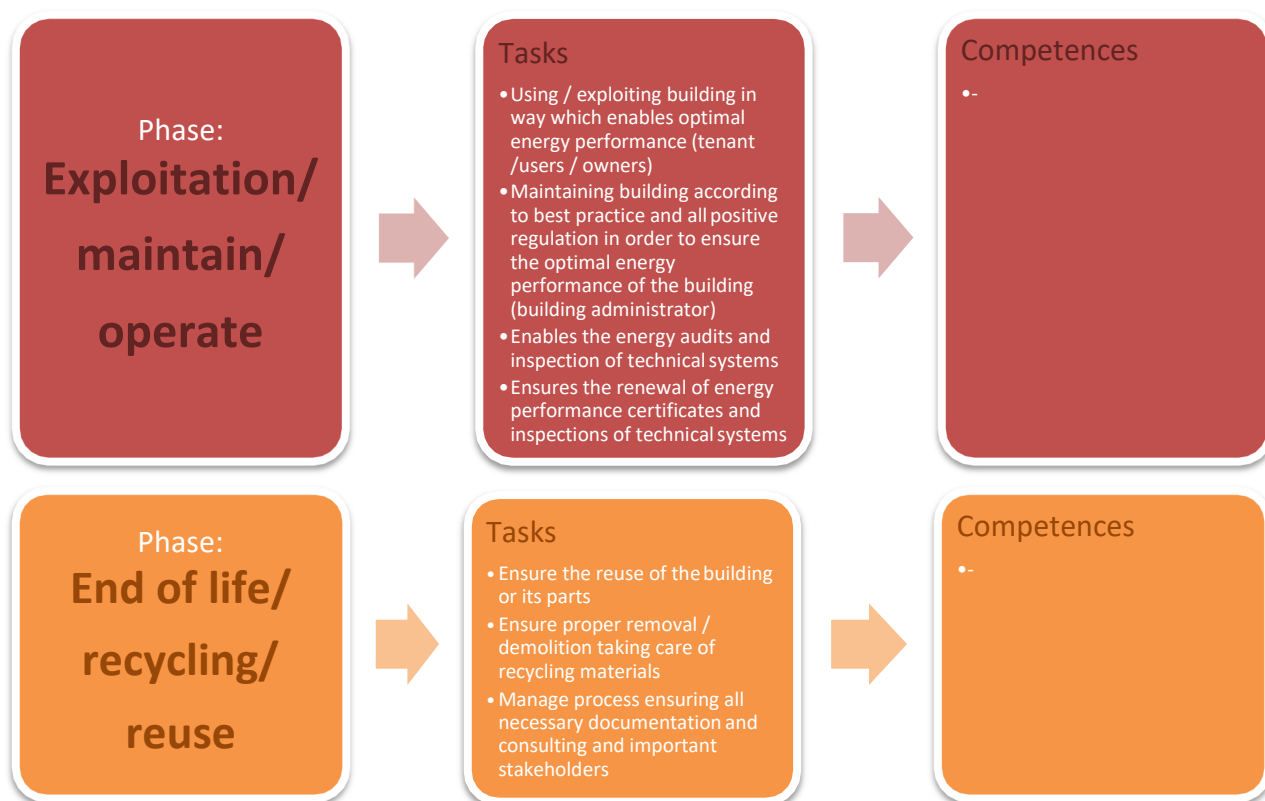 Phase:
Exploitation/
maintain/
operate
Tasks
•Using / exploiting building in
way which enables optimal
energy performance (tenant
/users / owners)
•Maintaining building according
to best practice and all positive
regulation in order to ensure
the optimal energy
performance of the building
(building administrator)
•Enables the energy audits and
inspection of technical systems
•Ensures the renewal of energy
performance certificates and
inspections of technical systems
Competences
•-
Phase:
End of life/
recycling/
reuse
Tasks
•Ensure the reuse of the building
or its parts
•Ensure proper removal /
demolition taking care of
recycling materials
•Manage process ensuring all
necessary documentation and
consulting and important
stakeholders
Competences
•-